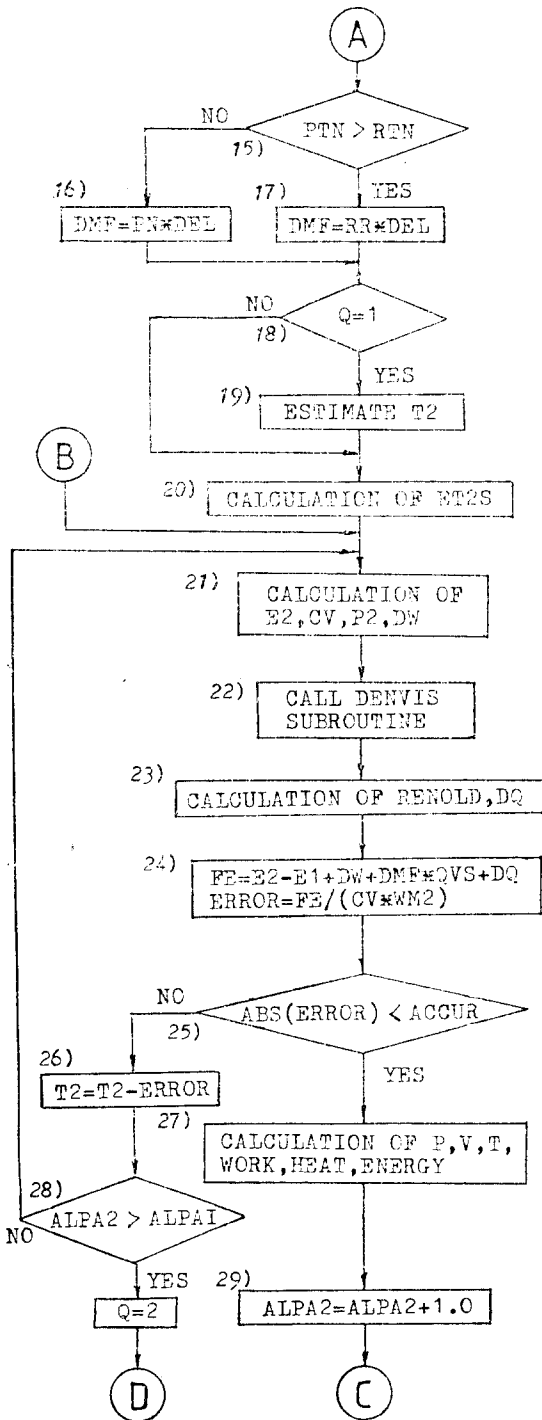 A
NO
PTN > RTN
15)
16)
17)
YES
DMF=PN*DEL
DMF=RR*DEL
NO
Q=1
18)
YES
19)
ESTIMATE T2
B
20)
CALCULATION OF ET2S
21)
CALCULATION OF
E2,CV,P2,DW
22)
CALL DENVIS
SUBROUTINE
23)
CALCULATION OF RENOLD,DQ
24)
FE=E2-E1+DW+DMF*QVS+DQ
ERROR=FE/(CV*WM2)
NO
ABS(ERROR) < ACCUR
25)
26)
YES
T2=T2-ERROR
27)
CALCULATION OF P,V,T,
WORK,HEAT,ENERGY
28)
ALPA2 > ALPAI
NO
YES
29)
Q=2
ALPA2=ALPA2+1.0
D
C